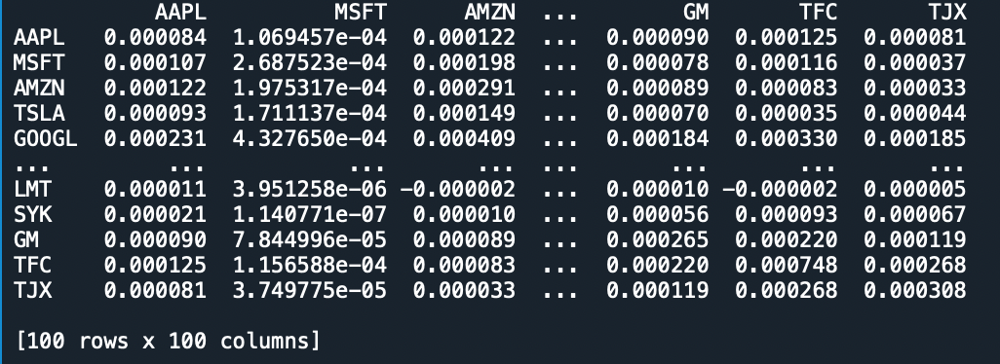 AAPL MSFT AMZN ... GM TFC TJX
AAPL 0.000084 1.069457e-04 0.000122 ... 0.000090 0.000125 0.000081
MSFT 0.000107 2.687523e-04 0.000198 ... 0.000078 0.000116 0.000037
AMZN 0.000122 1.975317e-04 0.000291 ... 0.000089 0.000083 0.000033
TSLA 0.000093 1.711137e-04 0.000149 ... 0.000070 0.000035 0.000044
GOOGL 0.000231 4.327650e-04 0.000409 ... 0.000184 0.000330 0.000185
... ... ... ... ... ... ... ...
LMT 0.000011 3.951258e-06 -0.000002 ... 0.000010 -0.000002 0.000005
SYK 0.000021 1.140771e-07 0.000010 ... 0.000056 0.000093 0.000067
GM 0.000090 7.844996e-05 0.000089 ... 0.000265 0.000220 0.000119
TFC 0.000125 1.156588e-04 0.000083 ... 0.000220 0.000748 0.000268
TJX 0.000081 3.749775e-05 0.000033 ... 0.000119 0.000268 0.000308
[100 rows x 100 columns]